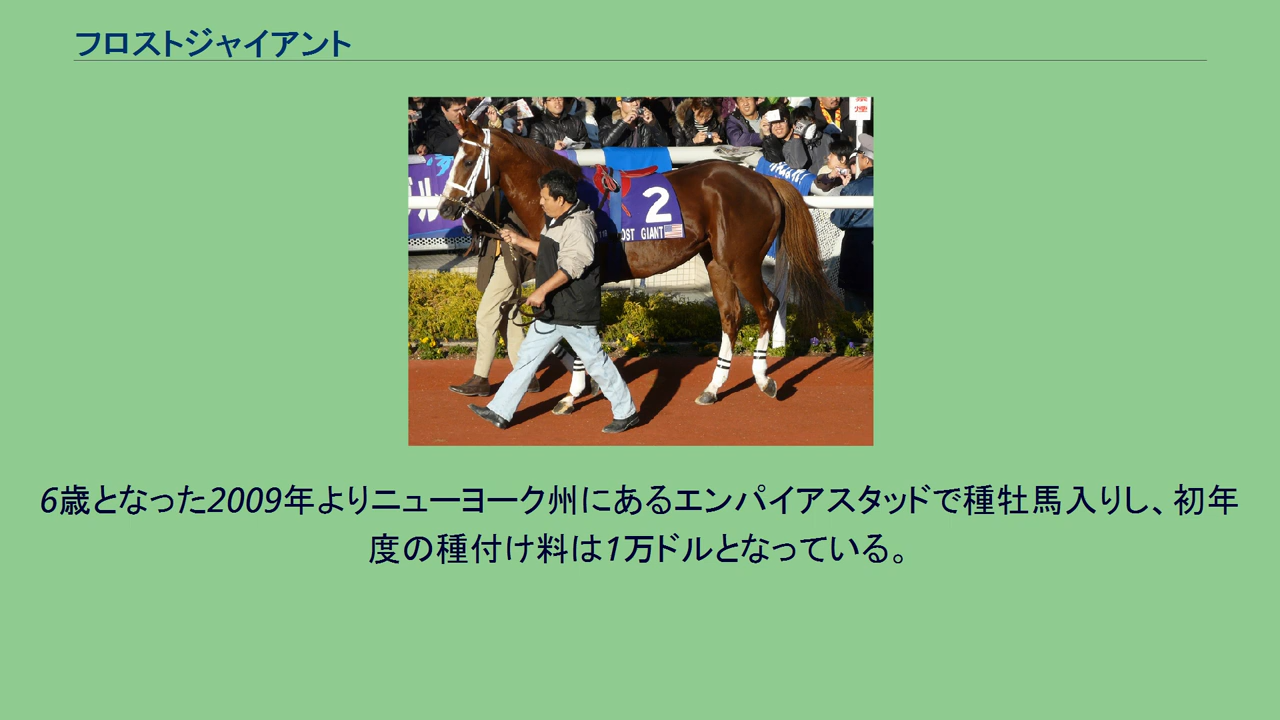 フロストジャイアント
2
OST GIANT
6歳となった2009年よりニューヨーク州にあるエンパイアスタッドで種牡馬入りし、初年
度の種付け料は1万ドルとなっている。